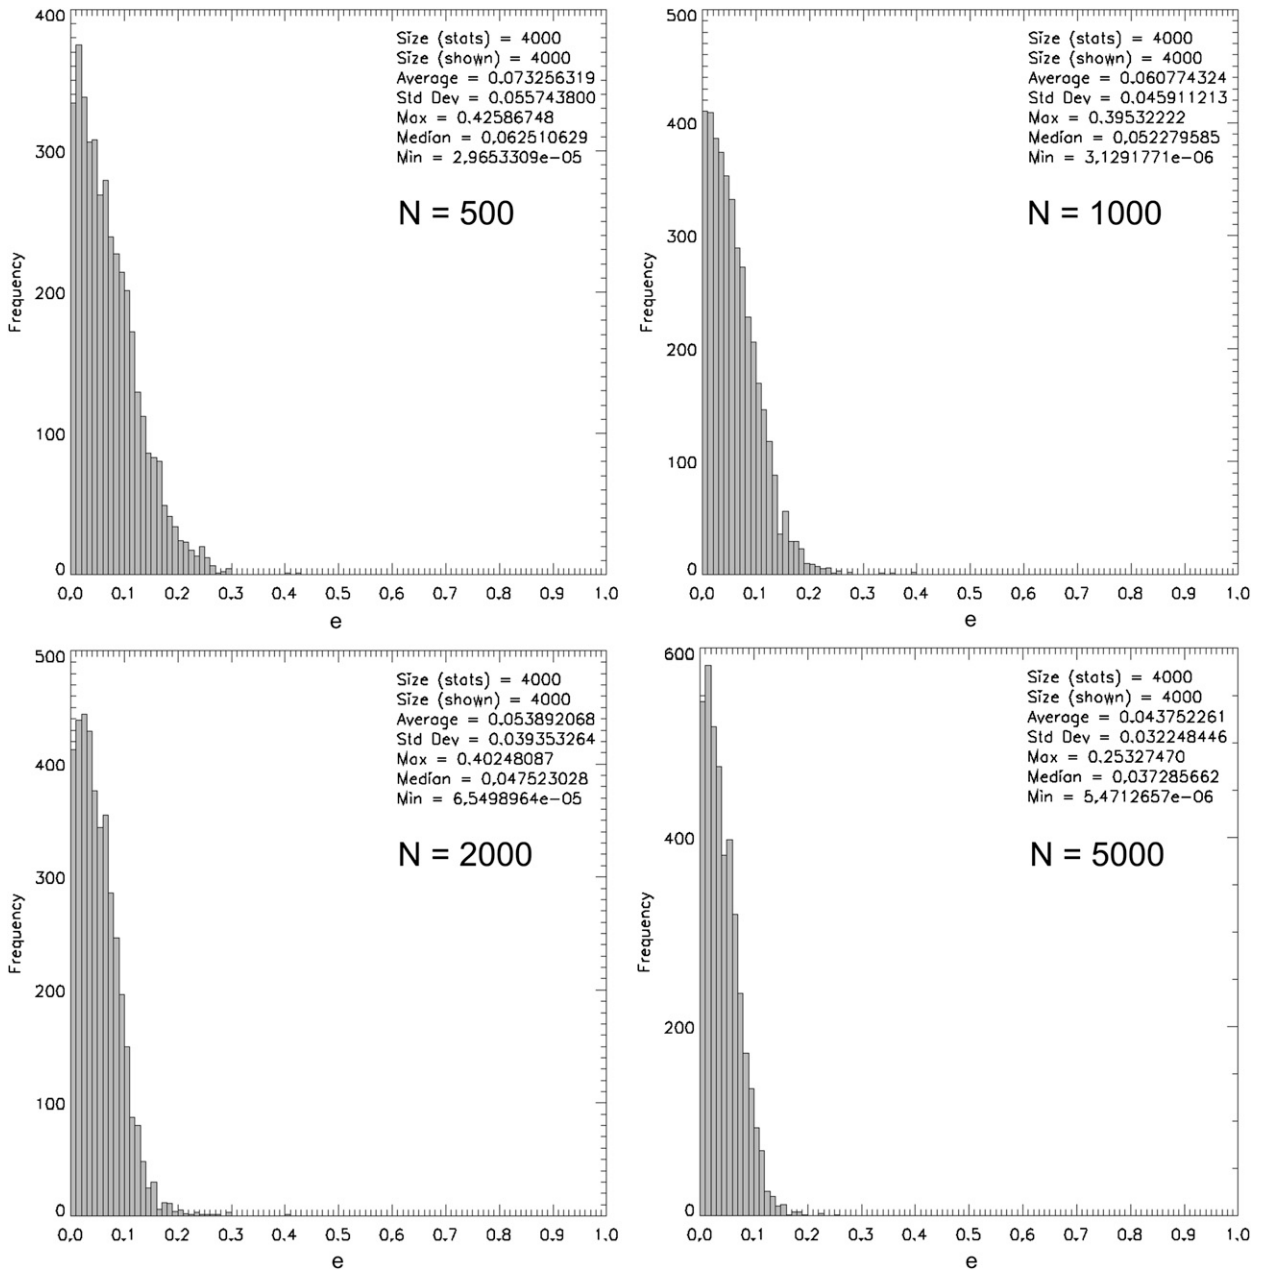 400
300
200
100
0
Frequency
Size (stats) = 4000
Size (shown) = 4000
Average = 0.073256319
Std Dev = 0.055743800
Max = 0.42586748
Median = 0.062510629
Min = 2.9653309e-05
N = 500
0.0 0.1 0.2 0.3 0.4 0.5 0.6 0.7 0.8 0.9 1.0
e
500
400
300
200
100
0
Frequency
Size (stats) = 4000
Size (shown) = 4000
Average = 0.060774324
Std Dev = 0.045911213
Max = 0.39532222
Median = 0.052279585
Min = 3.1291771e-06
N = 1000
0.0 0.1 0.2 0.3 0.4 0.5 0.6 0.7 0.8 0.9 1.0
e
500
400
300
200
100
0
Frequency
Size (stats) = 4000
Size (shown) = 4000
Average = 0.053892068
Std Dev = 0.039353264
Max = 0.40248087
Median = 0.047523028
Min = 6.5498964e-05
N = 2000
0.0 0.1 0.2 0.3 0.4 0.5 0.6 0.7 0.8 0.9 1.0
e
600
400
200
0
Frequency
Size (stats) = 4000
Size (shown) = 4000
Average = 0.043752261
Std Dev = 0.032248446
Max = 0.25327470
Median = 0.037285662
Min = 5.4712657e-06
N = 5000
0.0 0.1 0.2 0.3 0.4 0.5 0.6 0.7 0.8 0.9 1.0
e